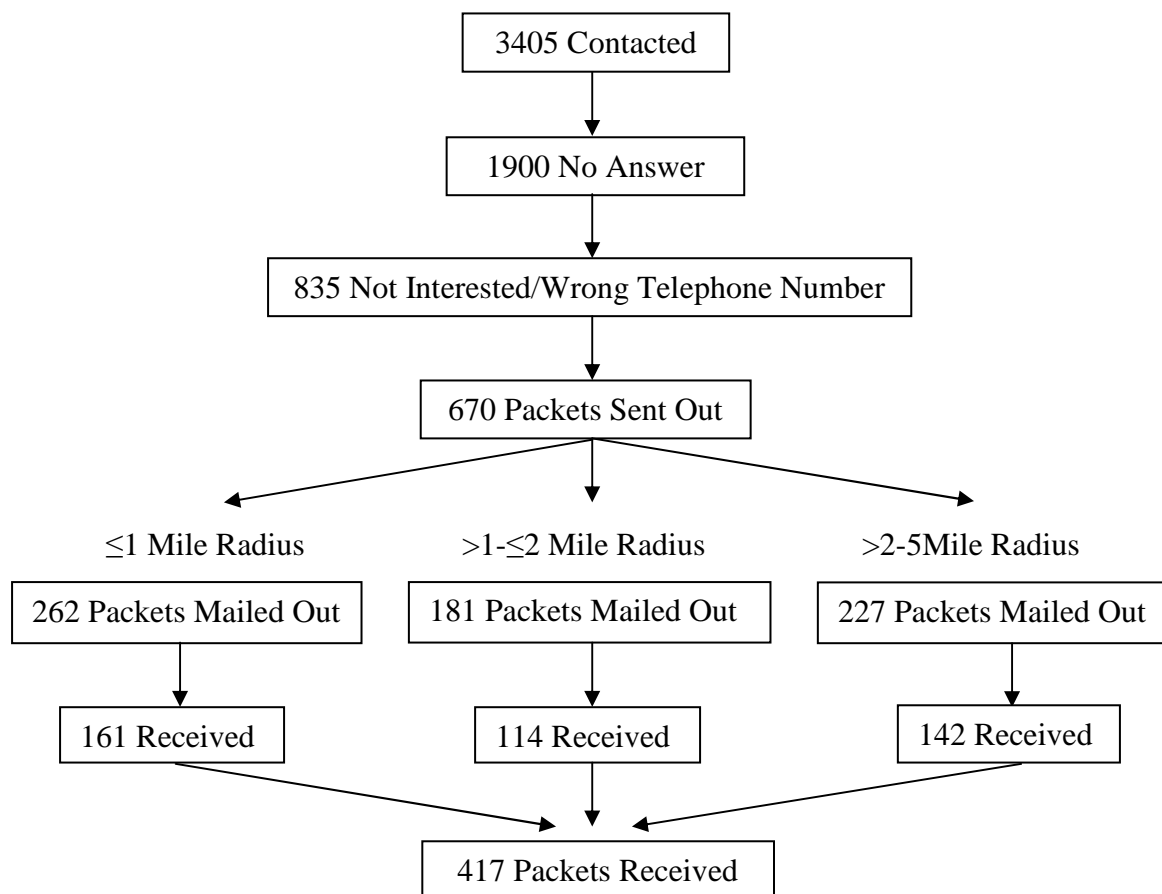 3405 Contacted
1900 No Answer
835 Not Interested/Wrong Telephone Number
670 Packets Sent Out
≤1 Mile Radius
>1-≤2 Mile Radius
>2-5Mile Radius
262 Packets Mailed Out
181 Packets Mailed Out
227 Packets Mailed Out
161 Received
114 Received
142 Received
417 Packets Received